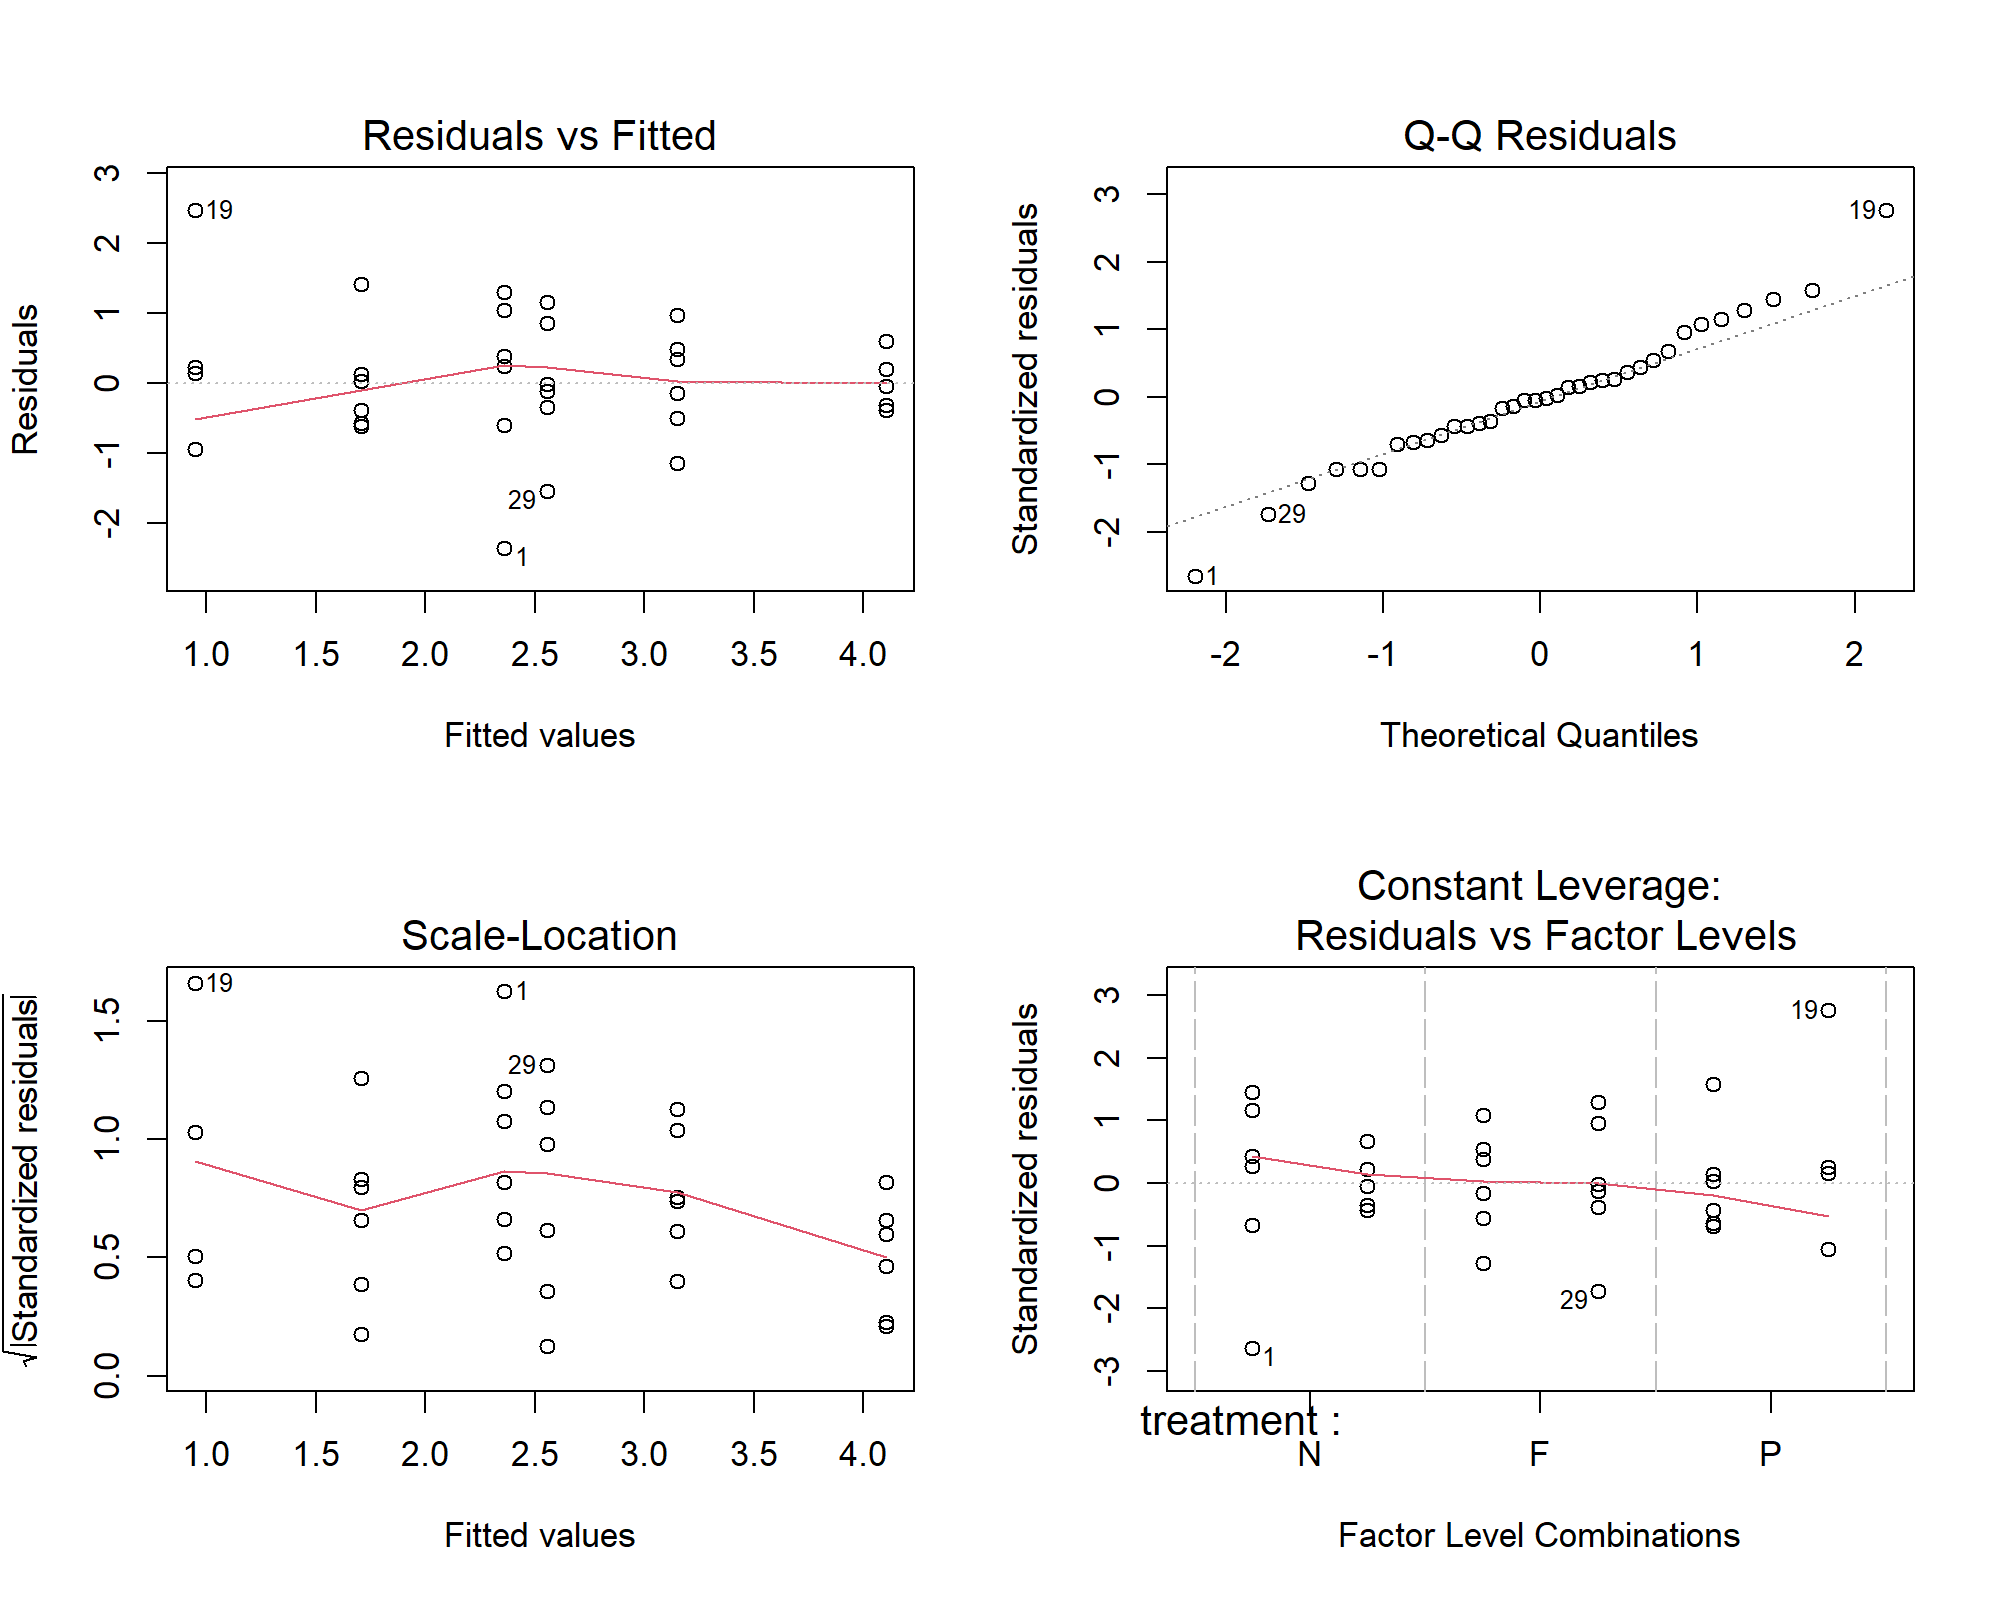 Residuals vs Fitted
Residuals
3
2
1
0
-1
-2
19
29
1
1.0 1.5 2.0 2.5 3.0 3.5 4.0
Fitted values
Q-Q Residuals
Standardized residuals
3
2
1
0
-1
-2
19
29
1
-2 -1 0 1 2
Theoretical Quantiles
Scale-Location
√|Standardized residuals|
1.5
1.0
0.5
0.0
19
1
29
1.0 1.5 2.0 2.5 3.0 3.5 4.0
Fitted values
Constant Leverage:
Residuals vs Factor Levels
Standardized residuals
3
2
1
0
-1
-2
-3
19
29
1
treatment :
N F P
Factor Level Combinations